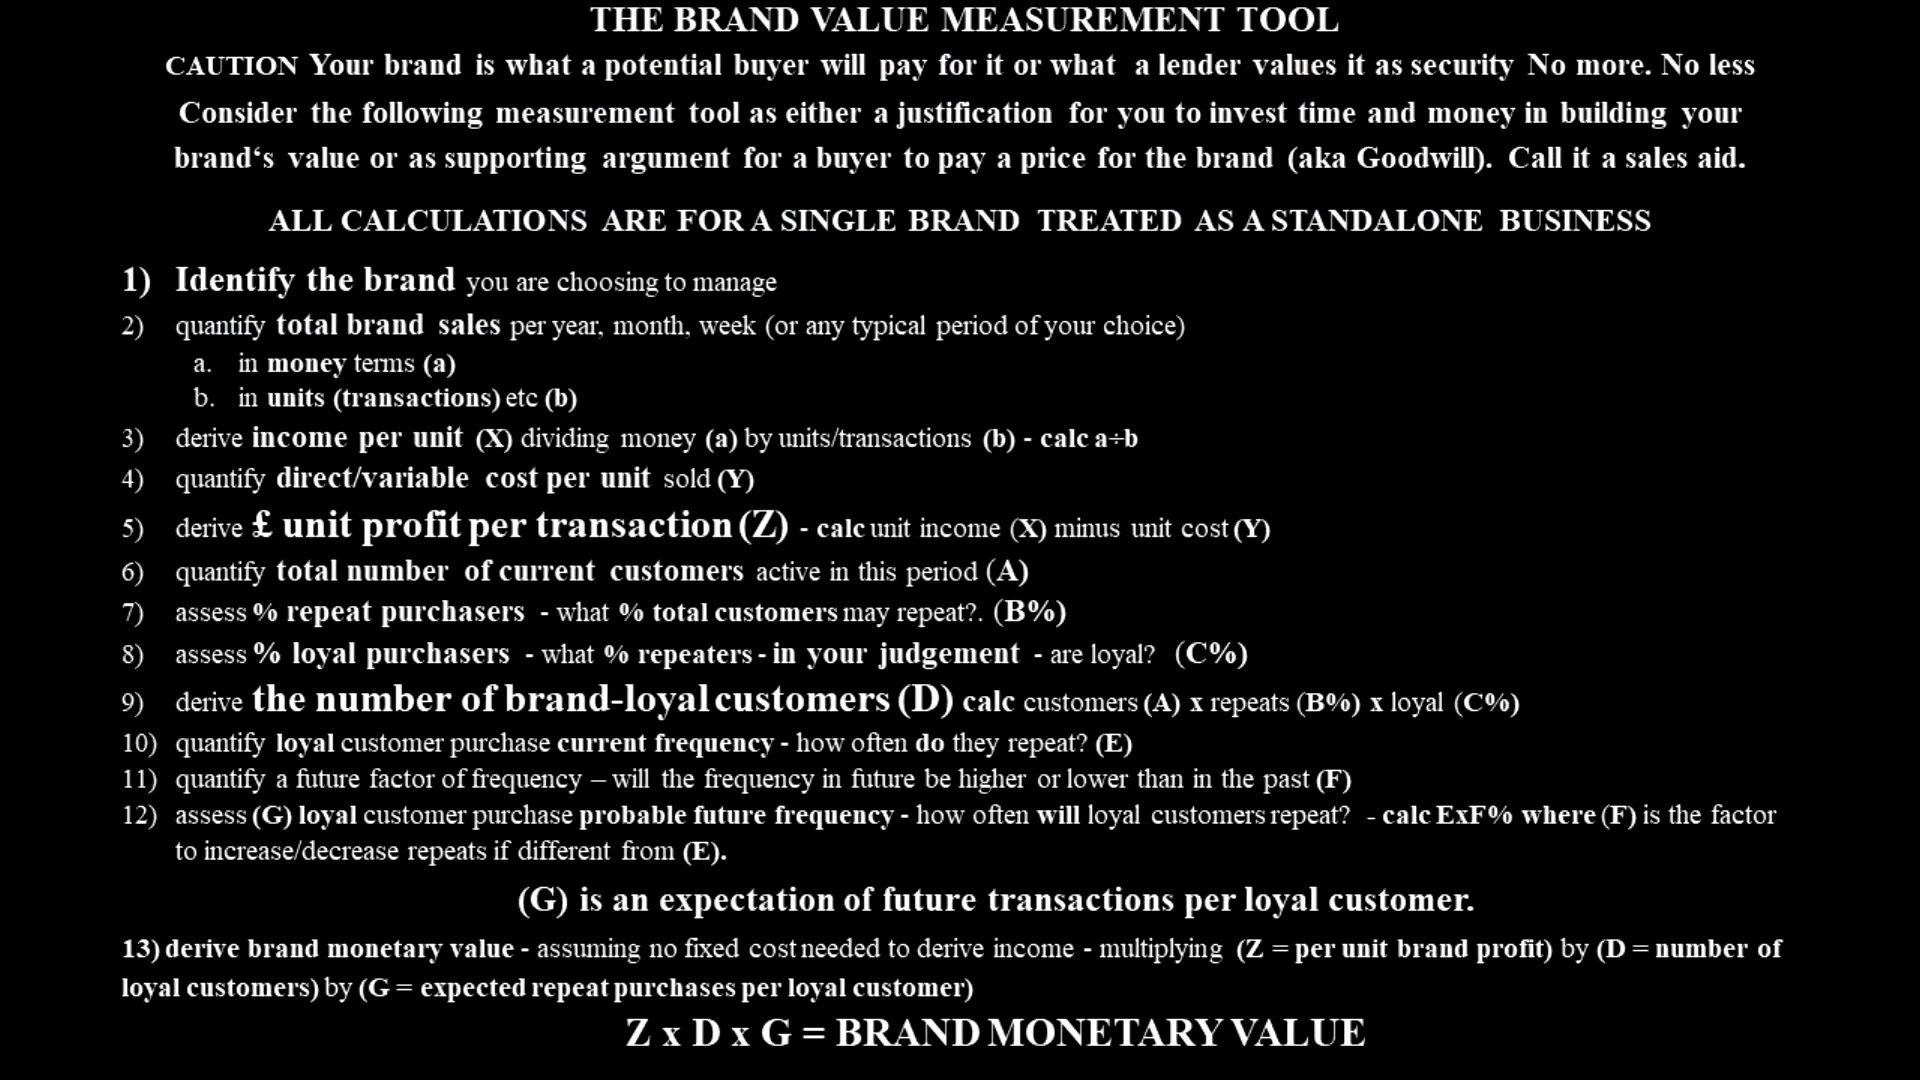 THE BRAND VALUE MEASUREMENT TOOL
CAUTION Your brand is what a potential buyer will pay for it or what a lender values it as security No more. No less
Consider the following measurement tool as either a justification for you to invest time and money in building your
brand‘s value or as supporting argument for a buyer to pay a price for the brand (aka Goodwill). Call it a sales aid.
ALL CALCULATIONS ARE FOR A SINGLE BRAND TREATED AS A STANDALONE BUSINESS
1) Identify the brand you are choosing to manage
2) quantify total brand sales per year, month, week (or any typical period of your choice)
a. in money terms (a)
b. in units (transactions) etc (b)
3) derive income per unit (X) dividing money (a) by units/transactions (b) - calc a÷b
4) quantify direct/variable cost per unit sold (Y)
5) derive £ unit profit per transaction (Z) - calc unit income (X) minus unit cost (Y)
6) quantify total number of current customers active in this period (A)
7) assess % repeat purchasers - what % total customers may repeat?. (B%)
8) assess % loyal purchasers - what % repeaters - in your judgement - are loyal? (C%)
9) derive the number of brand-loyal customers (D) calc customers (A) x repeats (B%) x loyal (C%)
10) quantify loyal customer purchase current frequency - how often do they repeat? (E)
11) quantify a future factor of frequency – will the frequency in future be higher or lower than in the past (F)
12) assess (G) loyal customer purchase probable future frequency - how often will loyal customers repeat? - calc ExF% where (F) is the factor
to increase/decrease repeats if different from (E).
(G) is an expectation of future transactions per loyal customer.
13) derive brand monetary value - assuming no fixed cost needed to derive income - multiplying (Z = per unit brand profit) by (D = number of
loyal customers) by (G = expected repeat purchases per loyal customer)
Z x D x G = BRAND MONETARY VALUE